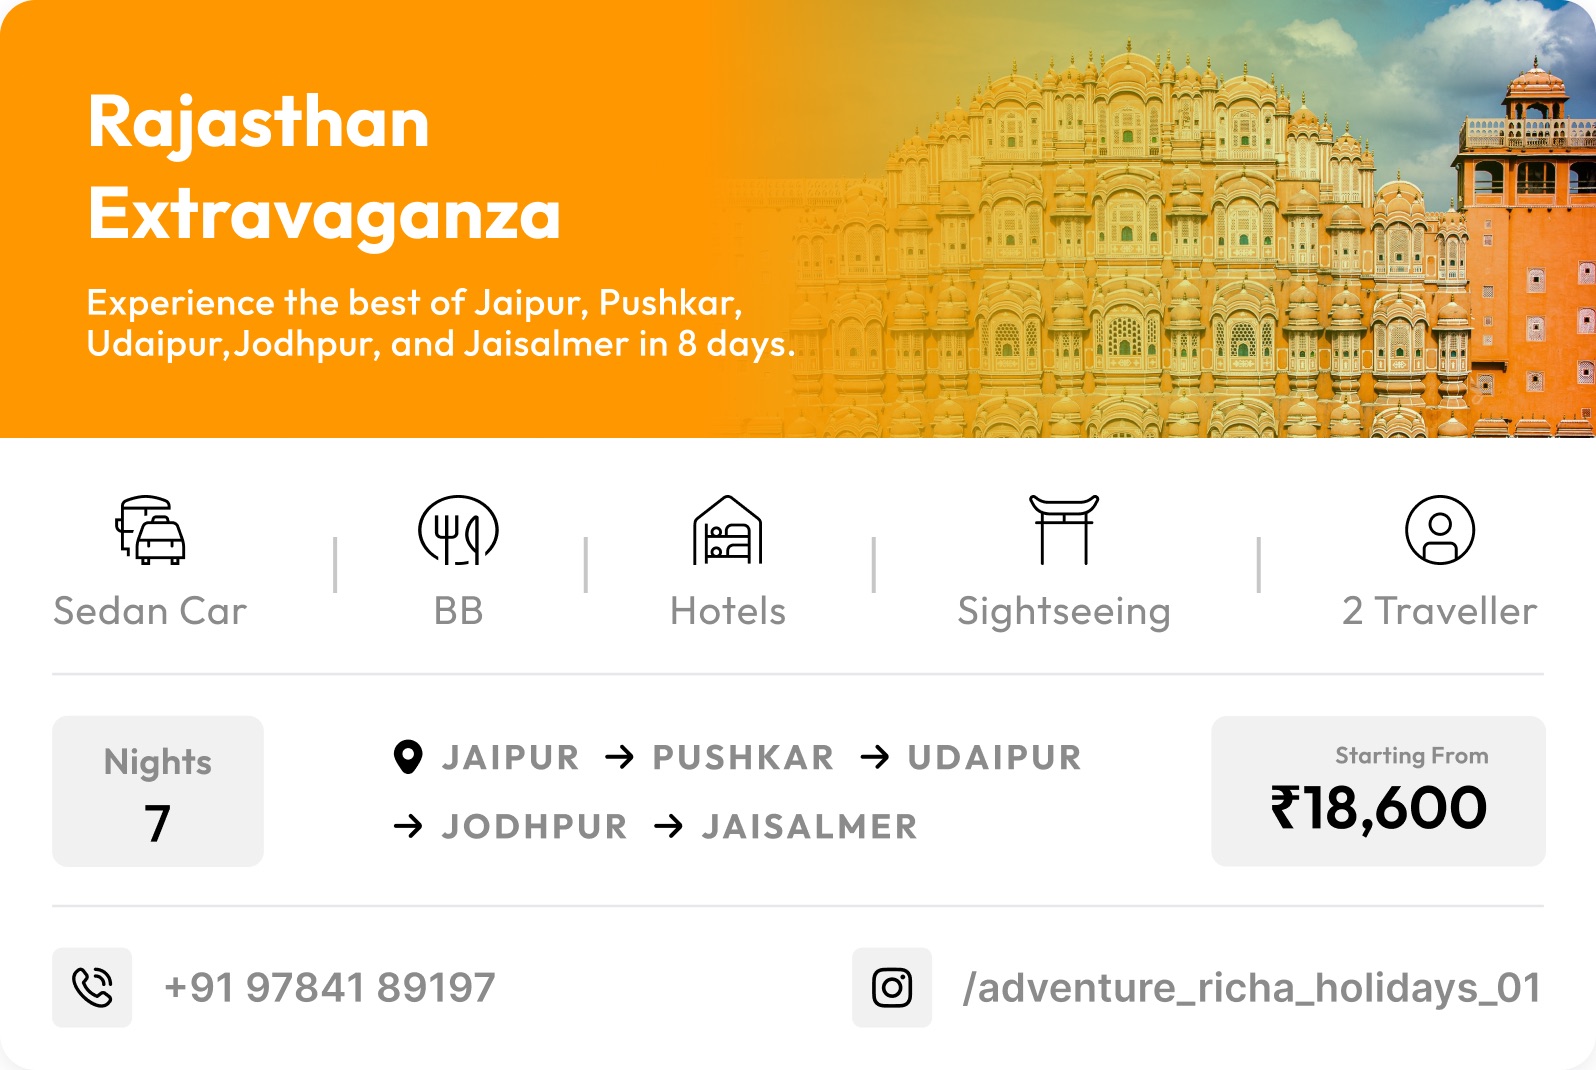 Rajasthan
Extravaganza
Experience the best of Jaipur, Pushkar,
Udaipur,Jodhpur, and Jaisalmer in 8 days.
Sedan Car
BB
Hotels
Sightseeing
2 Traveller
Nights
7
JAIPUR → PUSHKAR → UDAIPUR
→ JODHPUR → JAISALMER
Starting From
₹18,600
+91 97841 89197
/adventure_richa_holidays_01